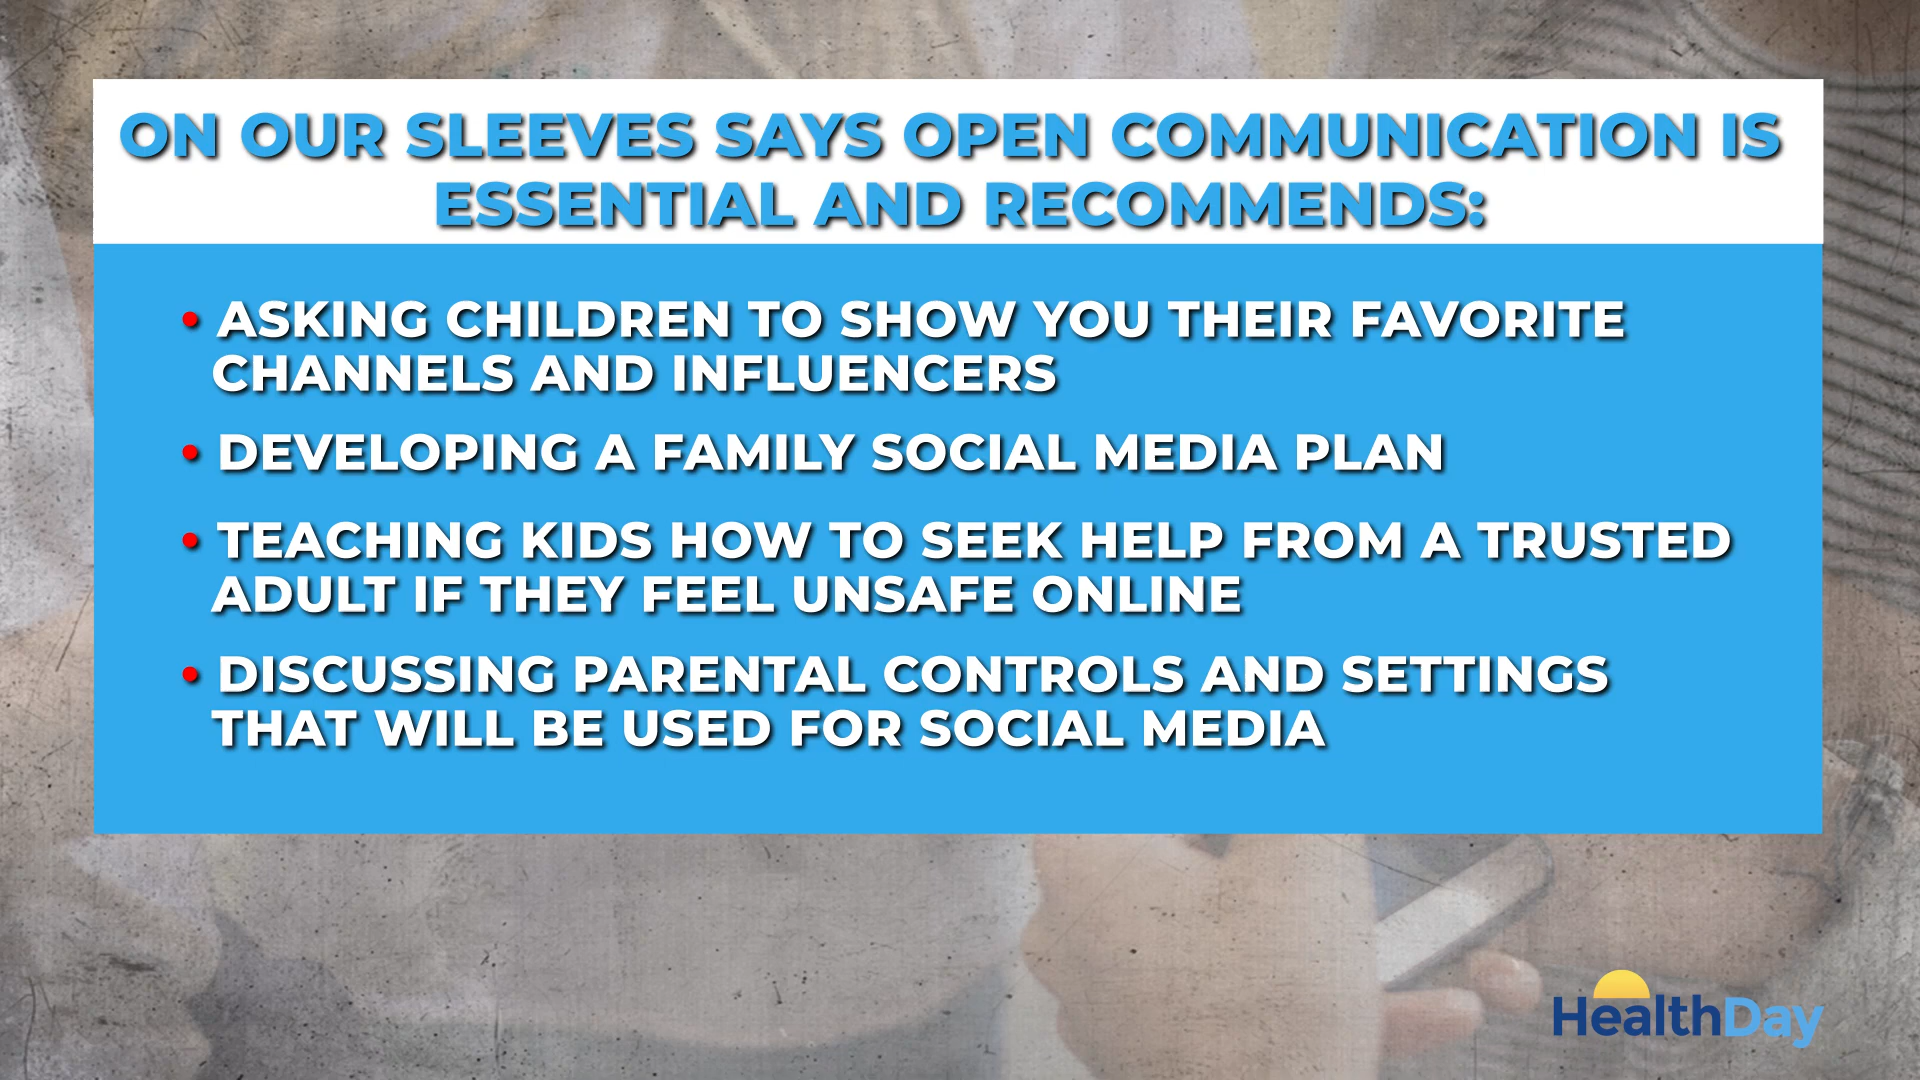 ON OUR SLEEVES SAYS OPEN COMMUNICATION IS
ESSENTIAL AND RECOMMENDS:
• ASKING CHILDREN TO SHOW YOU THEIR FAVORITE
CHANNELS AND INFLUENCERS
• DEVELOPING A FAMILY SOCIAL MEDIA PLAN
• TEACHING KIDS HOW TO SEEK HELP FROM A TRUSTED
ADULT IF THEY FEEL UNSAFE ONLINE
• DISCUSSING PARENTAL CONTROLS AND SETTINGS
THAT WILL BE USED FOR SOCIAL MEDIA
HealthDay